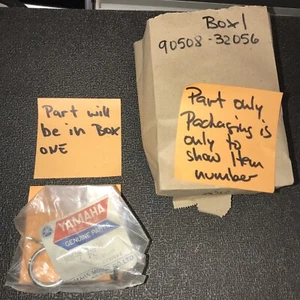 Box 1
90508-32056
Part only
Packaging is
only to
show Item
number
Part will
be in Box
ONE
YAMAHA
GENUINE PARTS